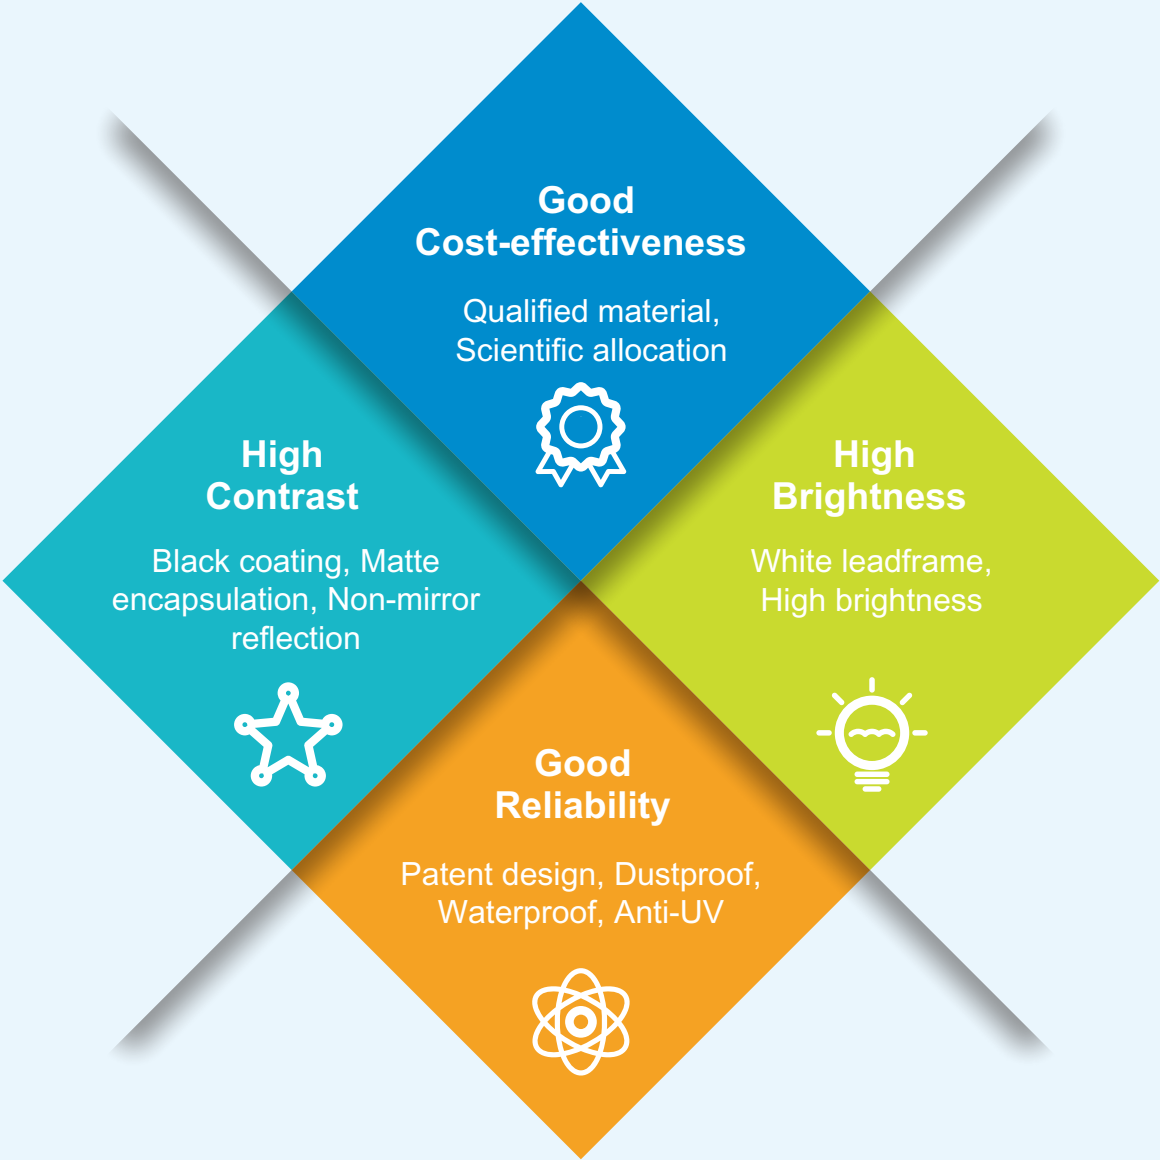 Good
Cost-effectiveness
Qualified material,
Scientific allocation
High
Contrast
Black coating, Matte
encapsulation, Non-mirror
reflection
High
Brightness
White leadframe,
High brightness
Good
Reliability
Patent design, Dustproof,
Waterproof, Anti-UV